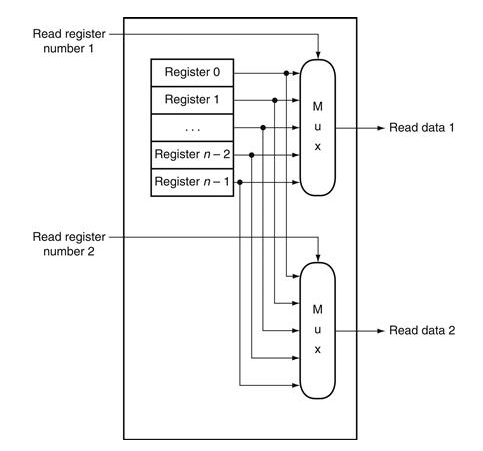 Read register
number 1
Register 0
Register 1
...
Register n – 2
Register n – 1
M
u
x
Read data 1
Read register
number 2
M
u
x
Read data 2